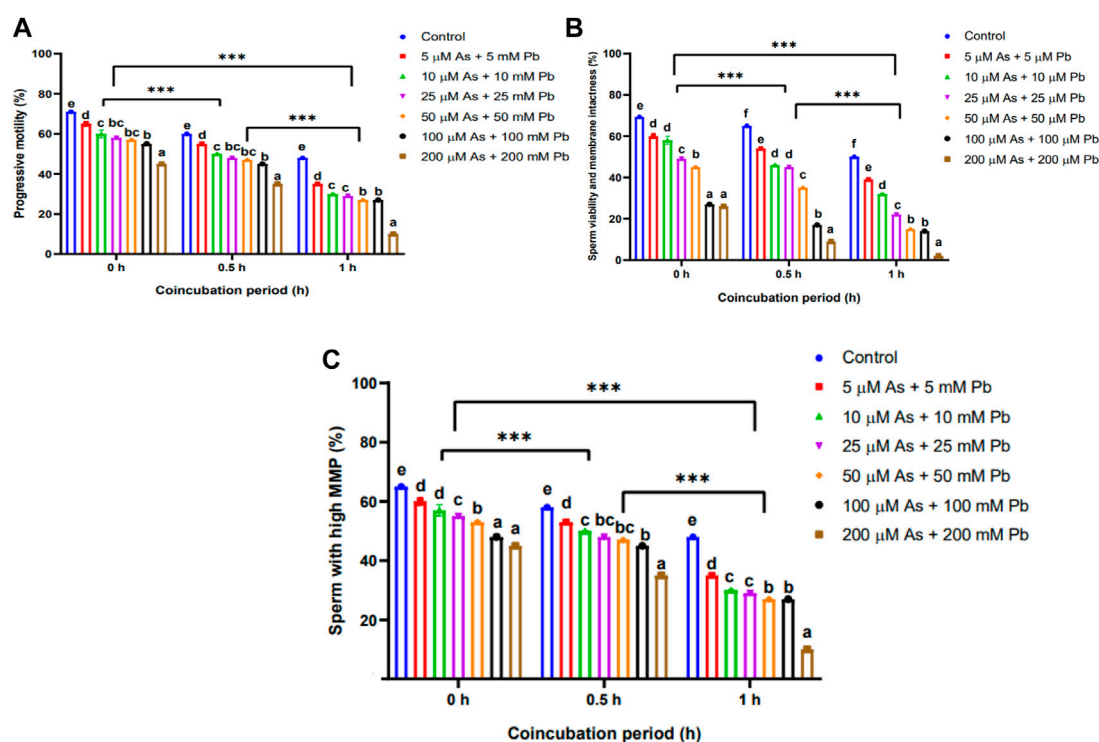 A
Progressive motility (%)
100
80
60
40
20
0
***
***
***
e d c bc bc b a
e d c c bc b a
e d c c b b a
0 h 0.5 h 1 h
Coincubation period (h)
Control
5 μM As + 5 mM Pb
10 μM As + 10 mM Pb
25 μM As + 25 mM Pb
50 μM As + 50 mM Pb
100 μM As + 100 mM Pb
200 μM As + 200 mM Pb
B
Sperm viability and membrane intactness (%)
100
80
60
40
20
0
***
***
***
e d d c b a a
f e d d c b a
f e d c b b a
0 h 0.5 h 1 h
Coincubation period (h)
Control
5 μM As + 5 μM Pb
10 μM As + 10 μM Pb
25 μM As + 25 μM Pb
50 μM As + 50 μM Pb
100 μM As + 100 μM Pb
200 μM As + 200 μM Pb
C
Sperm with high MMP (%)
100
80
60
40
20
***
***
***
e d d c b a a
e d c bc bc b a
e d c c b b a
0 h 0.5 h 1 h
Coincubation period (h)
Control
5 μM As + 5 mM Pb
10 μM As + 10 mM Pb
25 μM As + 25 mM Pb
50 μM As + 50 mM Pb
100 μM As + 100 mM Pb
200 μM As + 200 mM Pb